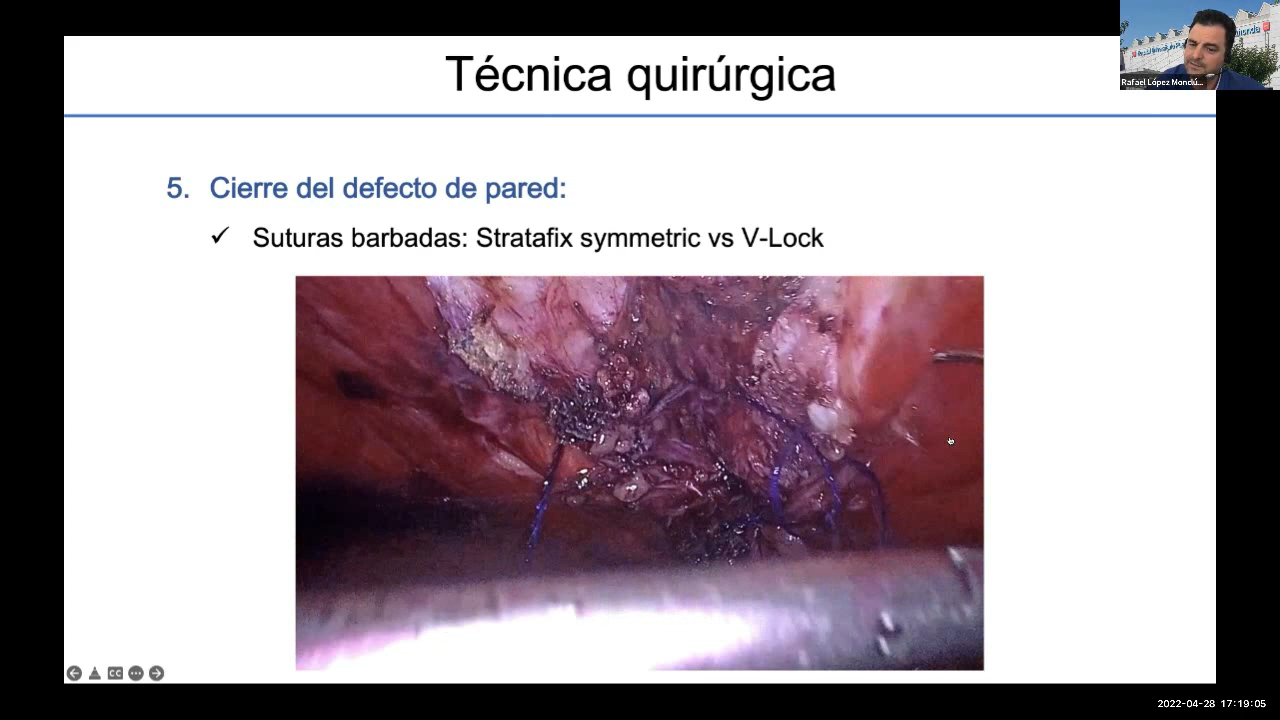 Técnica quirúrgica
Rafael López Monclú...
5. Cierre del defecto de pared:
✓ Suturas barbadas: Stratafix symmetric vs V-Lock
CC
2022-04-28 17:19:05